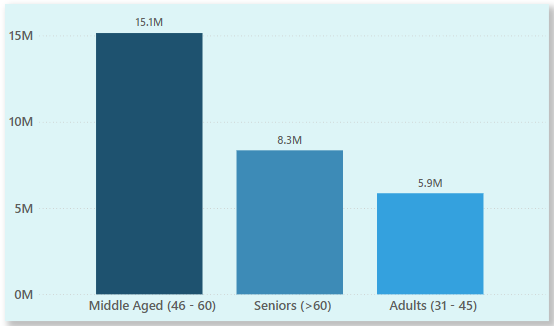 15.1M
15M
10M
8.3M
5.9M
5M
0M
Middle Aged (46 - 60) Seniors (>60) Adults (31 - 45)